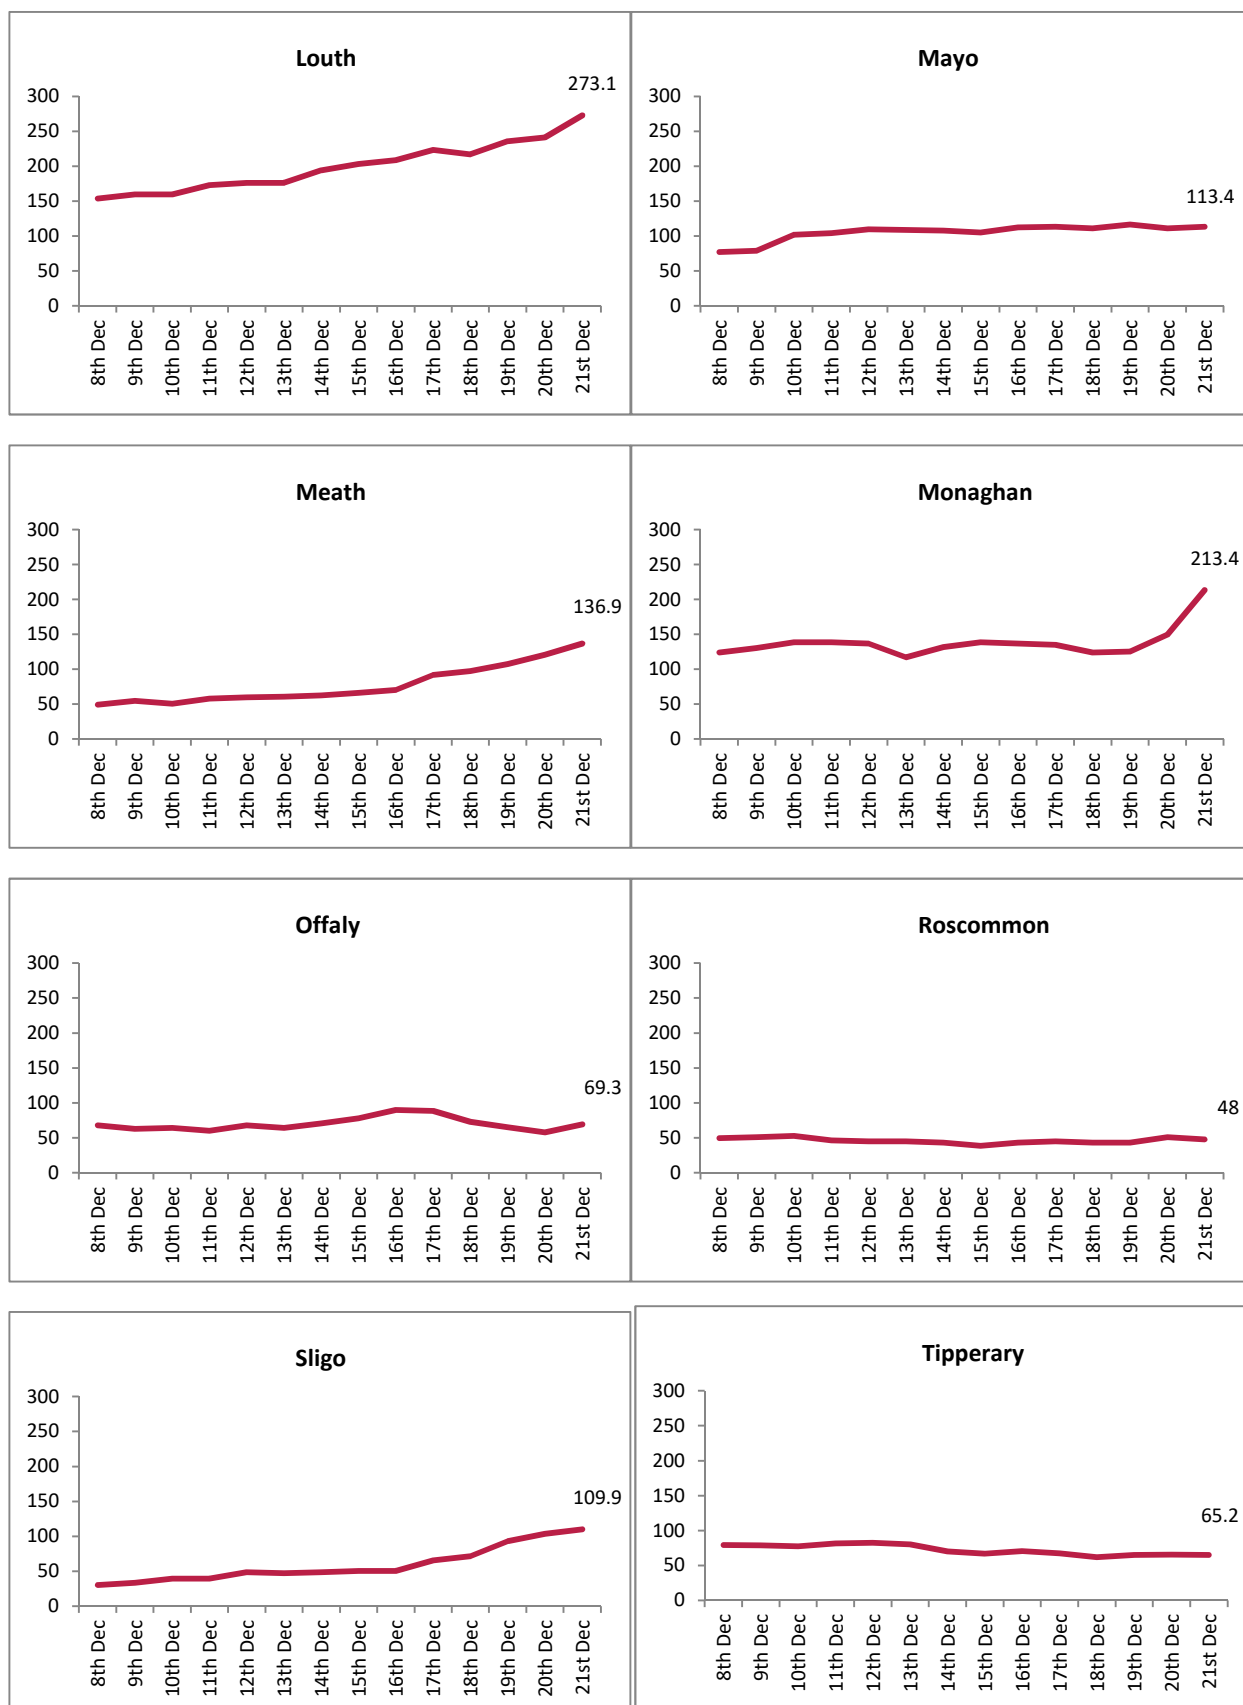 Louth
273.1
300
250
200
150
100
50
0
8th Dec
9th Dec
10th Dec
11th Dec
12th Dec
13th Dec
14th Dec
15th Dec
16th Dec
17th Dec
18th Dec
19th Dec
20th Dec
21st Dec
Mayo
300
250
200
150
100
50
0
113.4
8th Dec
9th Dec
10th Dec
11th Dec
12th Dec
13th Dec
14th Dec
15th Dec
16th Dec
17th Dec
18th Dec
19th Dec
20th Dec
21st Dec
Meath
300
250
200
150
100
50
0
136.9
8th Dec
9th Dec
10th Dec
11th Dec
12th Dec
13th Dec
14th Dec
15th Dec
16th Dec
17th Dec
18th Dec
19th Dec
20th Dec
21st Dec
Monaghan
300
250
200
150
100
50
0
213.4
8th Dec
9th Dec
10th Dec
11th Dec
12th Dec
13th Dec
14th Dec
15th Dec
16th Dec
17th Dec
18th Dec
19th Dec
20th Dec
21st Dec
Offaly
300
250
200
150
100
50
0
69.3
8th Dec
9th Dec
10th Dec
11th Dec
12th Dec
13th Dec
14th Dec
15th Dec
16th Dec
17th Dec
18th Dec
19th Dec
20th Dec
21st Dec
Roscommon
300
250
200
150
100
50
0
48
8th Dec
9th Dec
10th Dec
11th Dec
12th Dec
13th Dec
14th Dec
15th Dec
16th Dec
17th Dec
18th Dec
19th Dec
20th Dec
21st Dec
Sligo
300
250
200
150
100
50
0
109.9
8th Dec
9th Dec
10th Dec
11th Dec
12th Dec
13th Dec
14th Dec
15th Dec
16th Dec
17th Dec
18th Dec
19th Dec
20th Dec
21st Dec
Tipperary
300
250
200
150
100
50
0
65.2
8th Dec
9th Dec
10th Dec
11th Dec
12th Dec
13th Dec
14th Dec
15th Dec
16th Dec
17th Dec
18th Dec
19th Dec
20th Dec
21st Dec